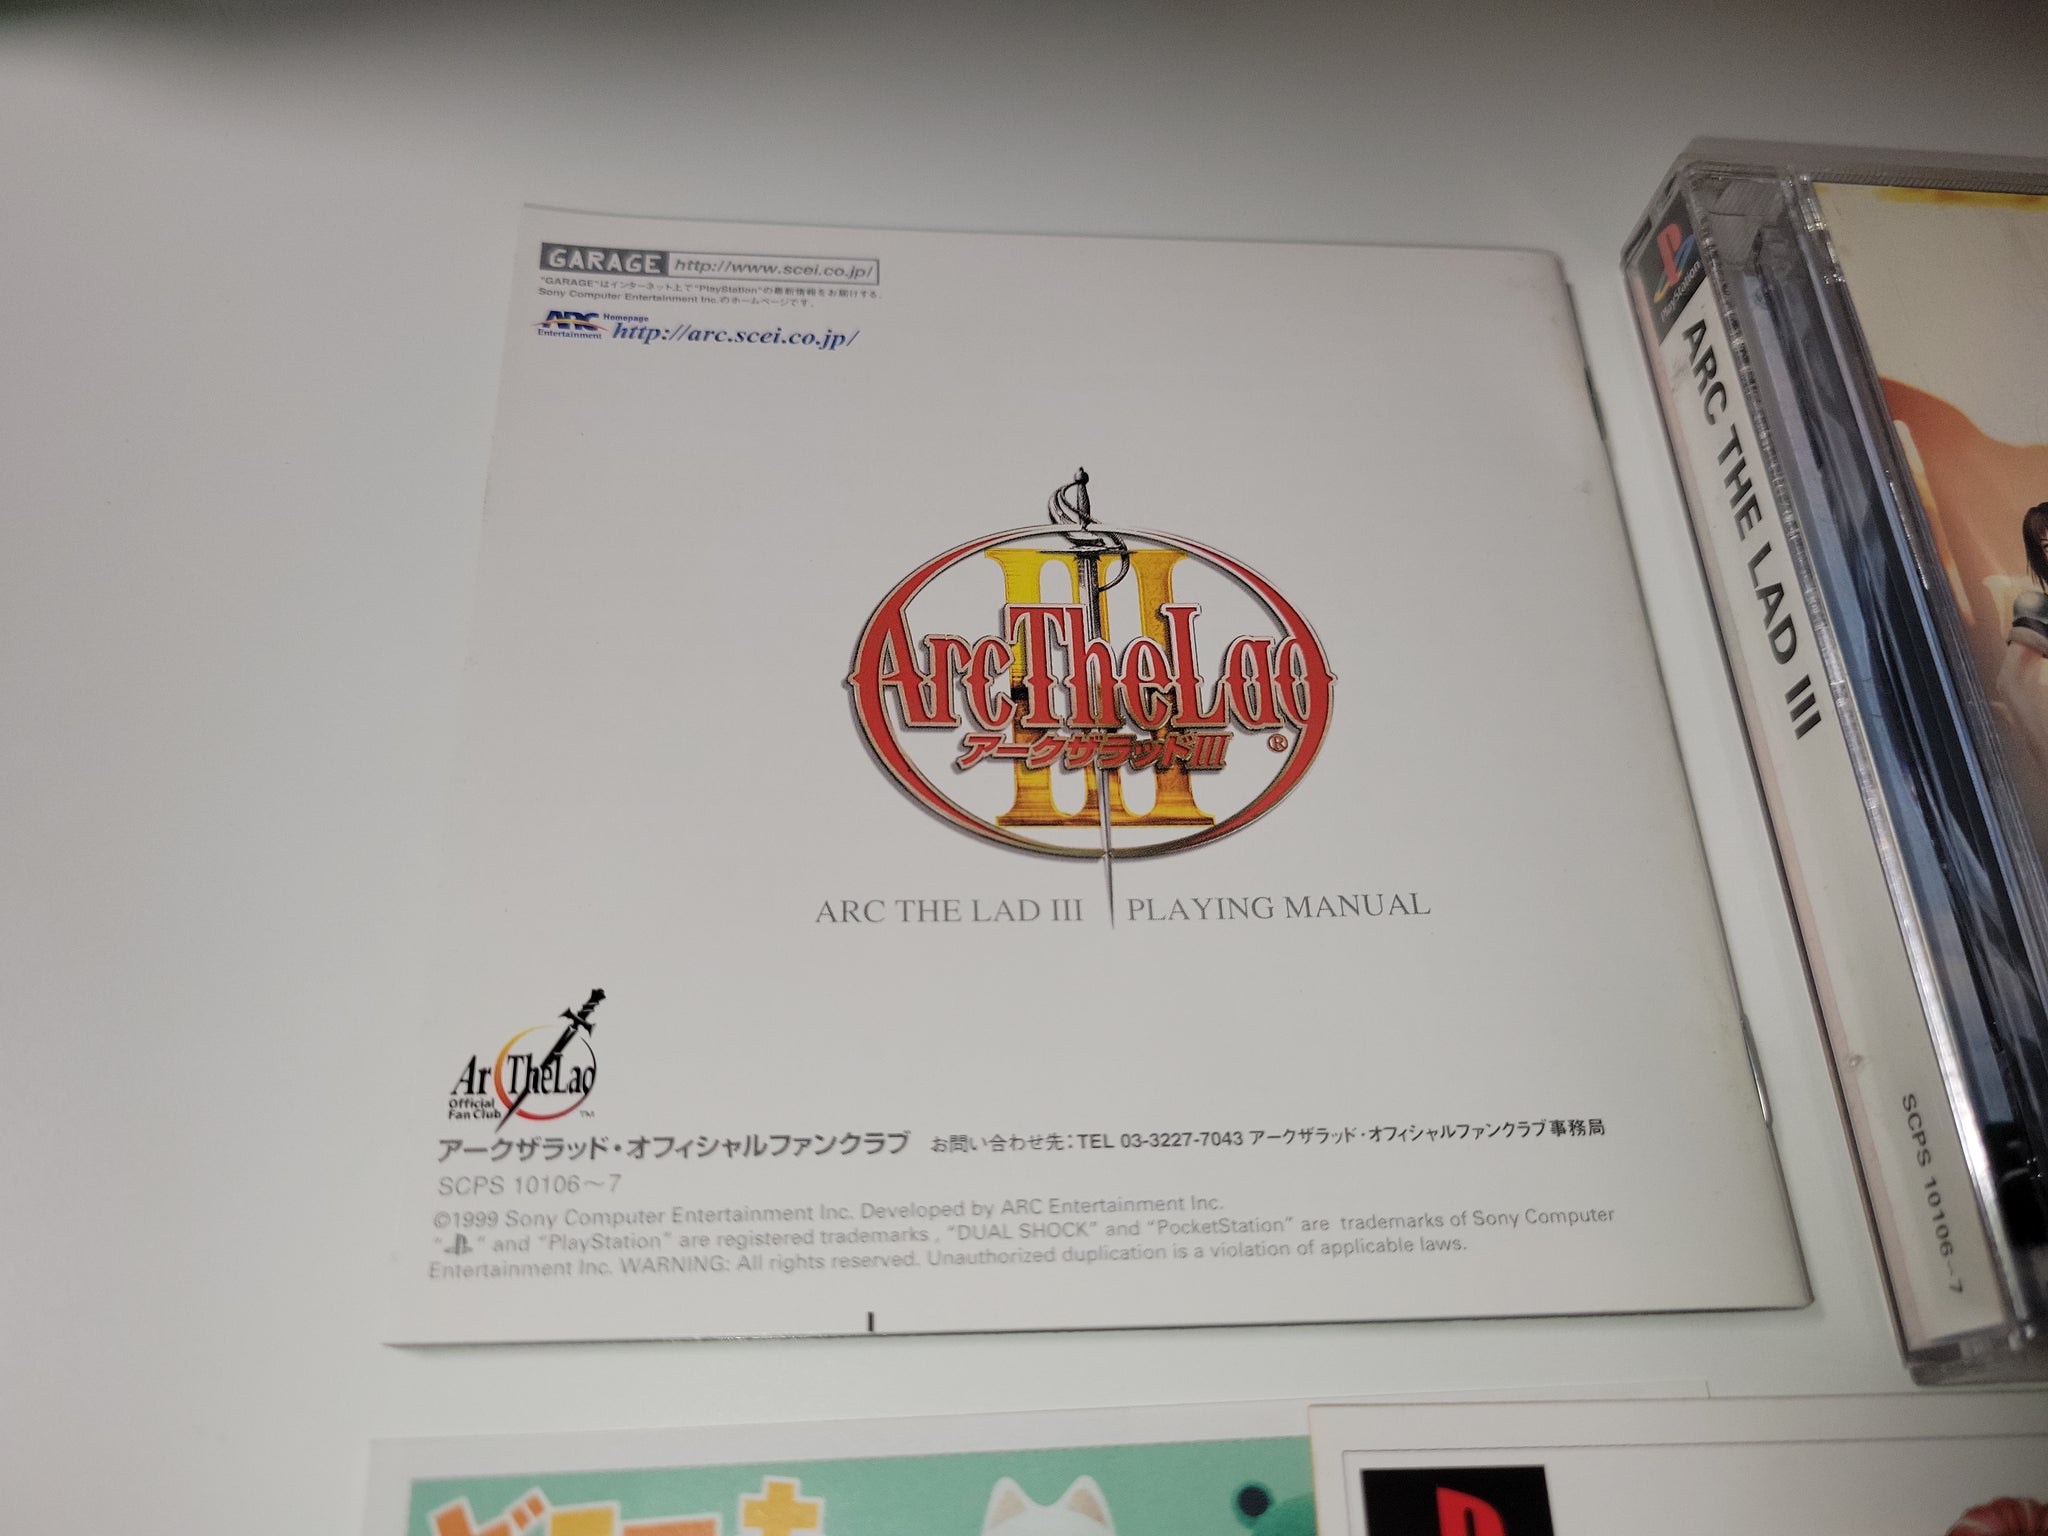 GARAGE http://www.scei.co.jp/
"GARAGE"はインターネット上で"PlayStation"の最新情報をお届けする、
Sony Computer Entertainment Inc.のホームページです。
ARC Entertainment Homepage http://arc.scei.co.jp/
III
ArcTheLad
アークザラッドIII ®
ARC THE LAD III PLAYING MANUAL
ArcTheLad
Official
Fan Club
TM
アークザラッド・オフィシャルファンクラブ お問い合わせ先：TEL 03-3227-7043 アークザラッド・オフィシャルファンクラブ事務局
SCPS 10106〜7
©1999 Sony Computer Entertainment Inc. Developed by ARC Entertainment Inc.
" " and "PlayStation" are registered trademarks, "DUAL SHOCK" and "PocketStation" are trademarks of Sony Computer
Entertainment Inc. WARNING: All rights reserved. Unauthorized duplication is a violation of applicable laws.
PlayStation
ARC THE LAD III
SCPS 10106〜7